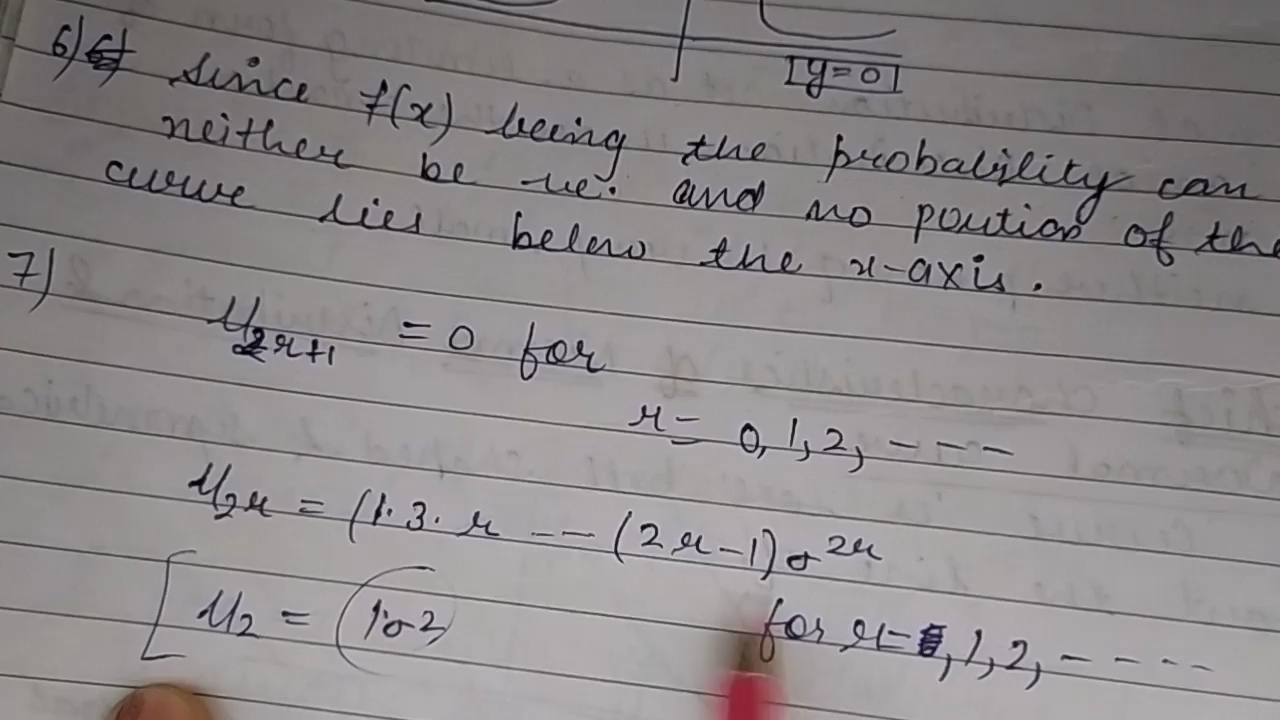 y=0
6) since f(x) being the probability can
neither be -ve. and no portion of the
curve lies below the x-axis.
7) μ2r+1 = 0 for
r = 0, 1, 2, ----
μ2r = (1.3.r --- (2r-1) σ^2r
for r= , 1, 2, ----
[ μ2 = (1.σ2)